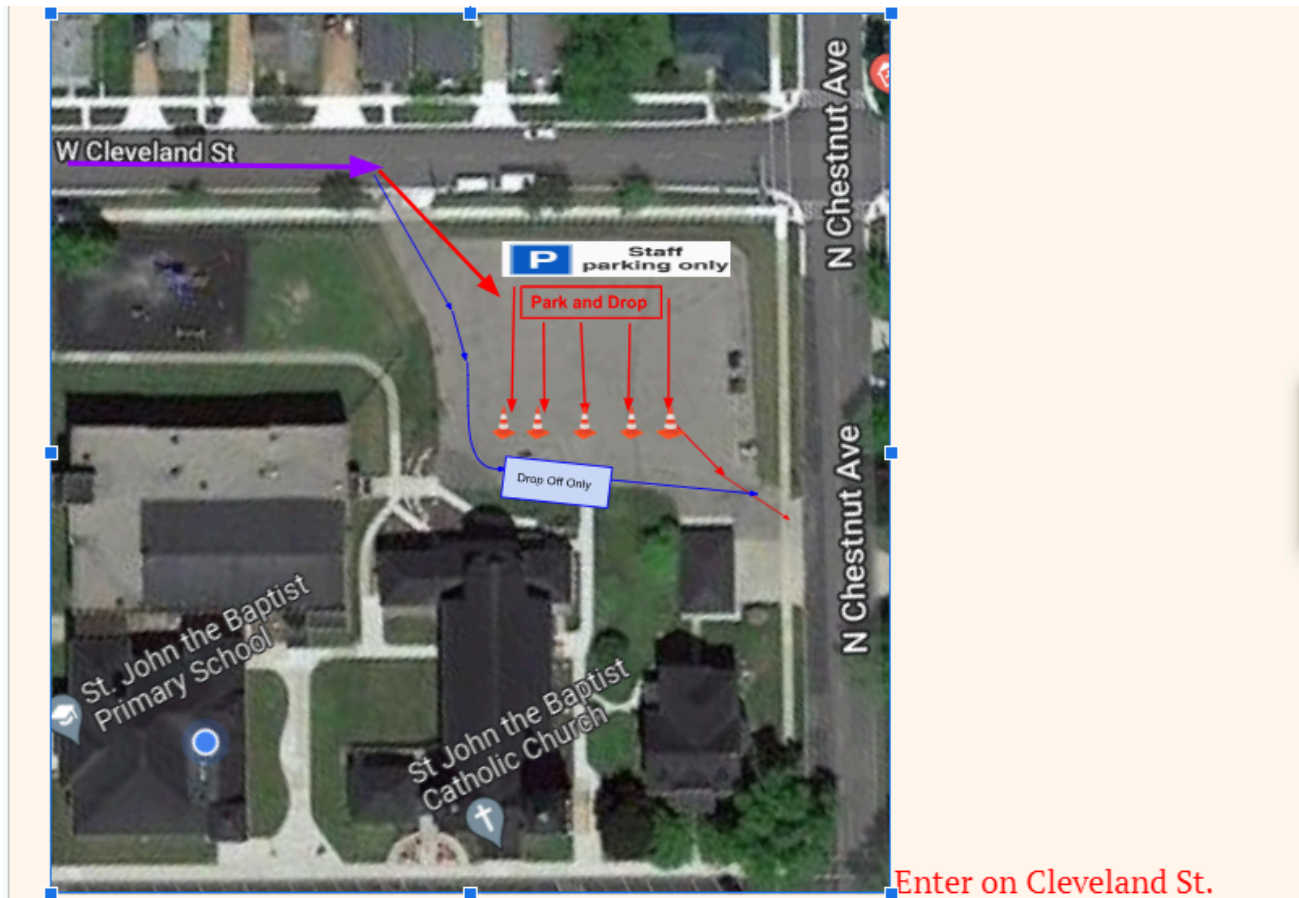 W Cleveland St
N Chestnut Ave
P
Staff
parking only
Park and Drop
Drop Off Only
N Chestnut Ave
St. John the Baptist
Primary School
St John the Baptist
Catholic Church
Enter on Cleveland St.